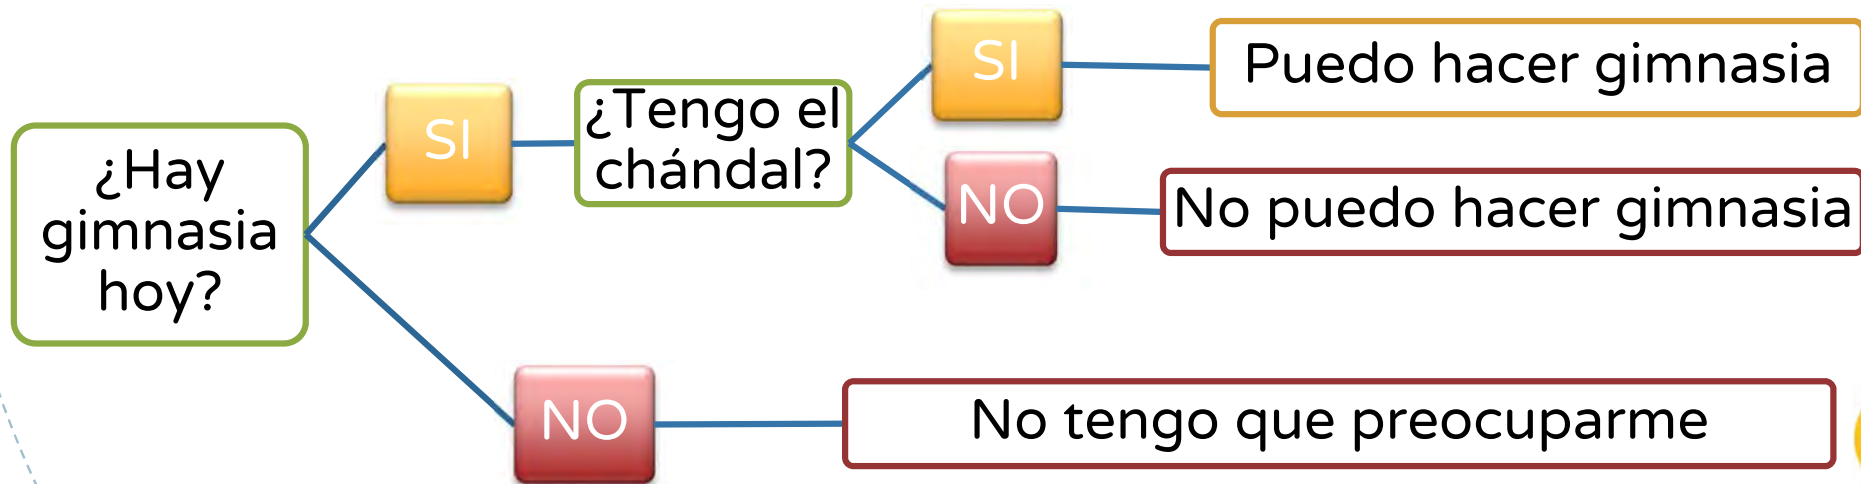 ¿Hay
gimnasia
hoy?
SI
¿Tengo el
chándal?
SI
Puedo hacer gimnasia
NO
No puedo hacer gimnasia
NO
No tengo que preocuparme